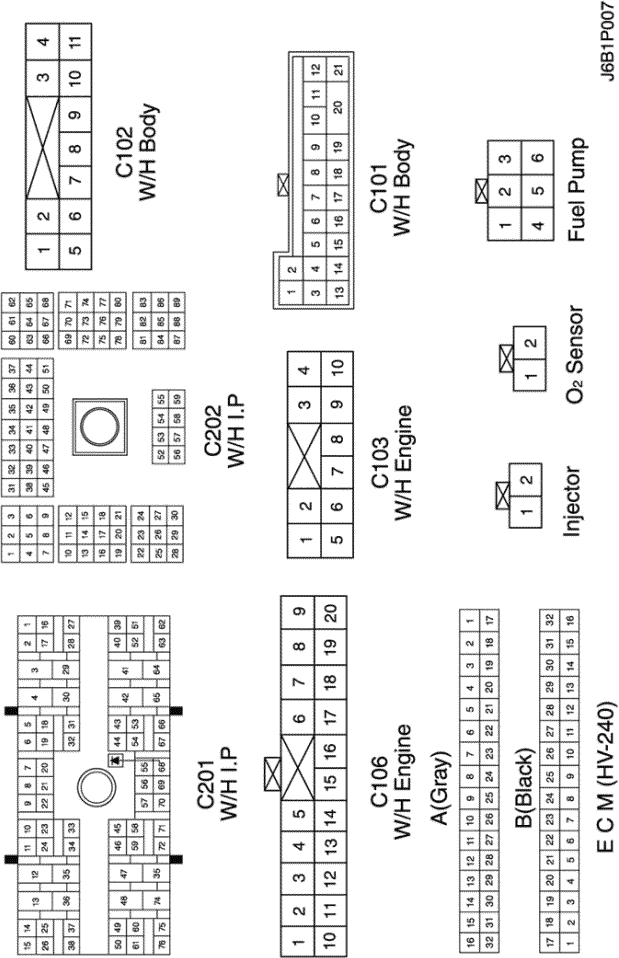 15 14 13 12 11 10 9 8 7 6 5 4 3 2 1
26 25 24 23 22 21 20 19 18 17 16
38 37 36 35 34 33 32 31 30 29 28 27
50 49 48 47 46 45 44 43 42 41 40 39
61 60 59 58 57 56 55 54 53 52 51
76 75 74 35 72 71 70 69 68 67 66 65 64 63 62
C201
W/H I.P
1 2 3
4 5 6
7 8 9
10 11 12
13 14 15
16 17 18
19 20 21
22 23 24
25 26 27
28 29 30
31 32 33 34 35 36 37
38 39 40 41 42 43 44
45 46 47 48 49 50 51
52 53 54 55
56 57 58 59
60 61 62
63 64 65
66 67 68
69 70 71
72 73 74
75 76 77
78 79 80
81 82 83
84 85 86
87 88 89
C202
W/H I.P
1 2 3 4
5 6 7 8 9 10 11
C102
W/H Body
1 2 3 4 5 6 7 8 9
10 11 12 13 14 15 16 17 18 19 20
C106
W/H Engine
1 2 3 4
5 6 7 8 9 10
C103
W/H Engine
1 2
3 4 5 6 7 8 9 10 11 12
13 14 15 16 17 18 19 20 21
C101
W/H Body
A(Gray)
16 15 14 13 12 11 10 9 8 7 6 5 4 3 2 1
32 31 30 29 28 27 26 25 24 23 22 21 20 19 18 17
B(Black)
17 18 19 20 21 22 23 24 25 26 27 28 29 30 31 32
1 2 3 4 5 6 7 8 9 10 11 12 13 14 15 16
E C M (HV-240)
1 2
Injector
1 2
O2 Sensor
1 2 3
4 5 6
Fuel Pump
J6B1P007